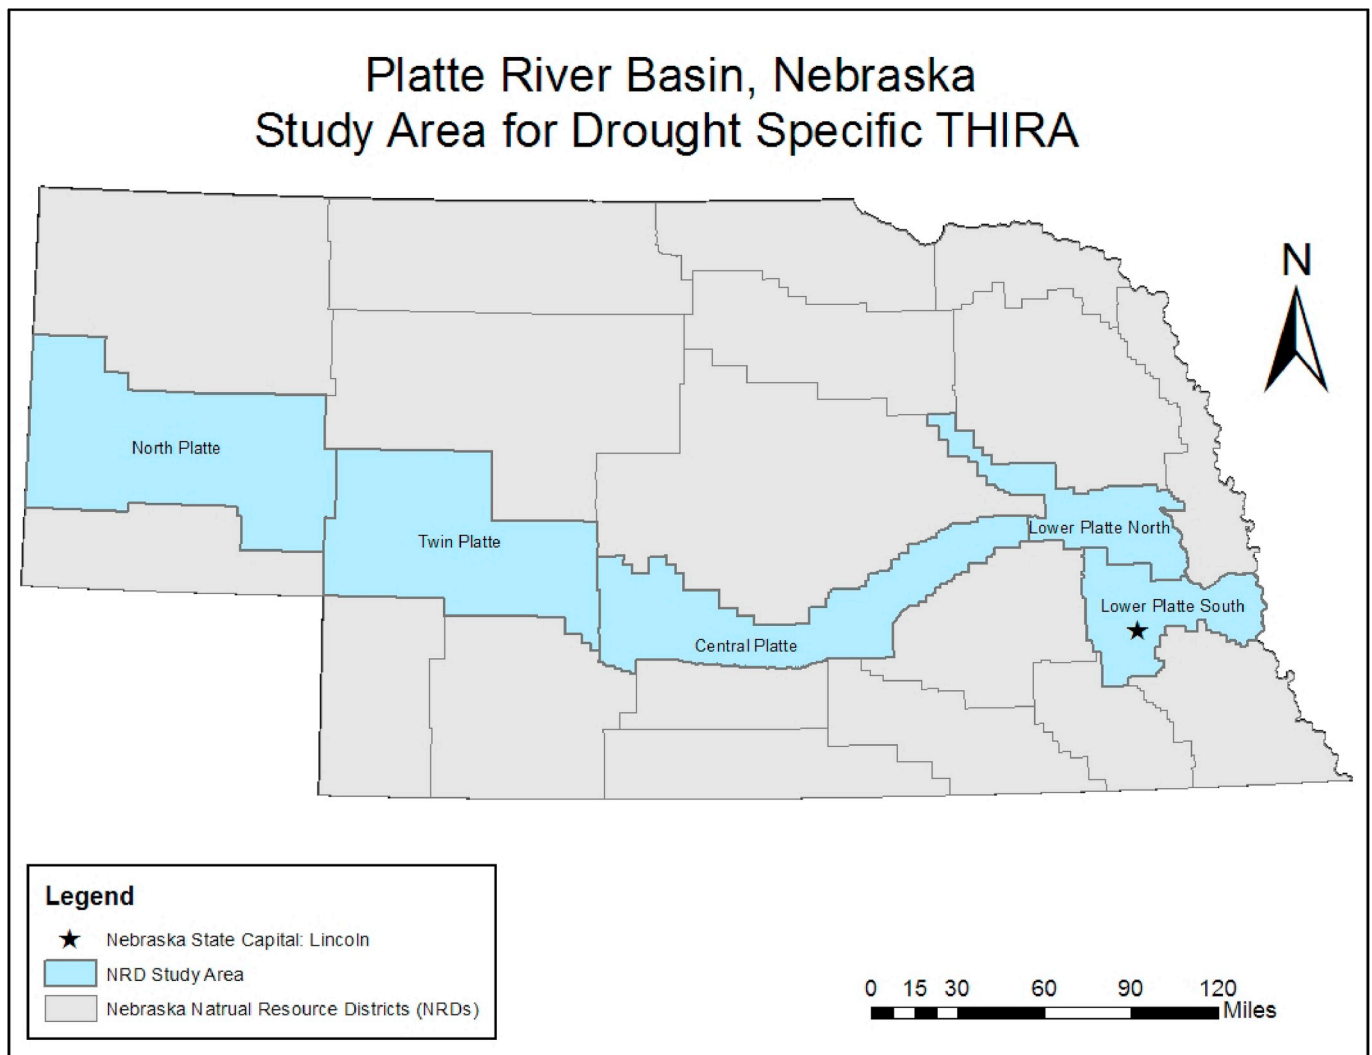 Platte River Basin, Nebraska
Study Area for Drought Specific THIRA
N
North Platte
Twin Platte
Lower Platte North
Lower Platte South
Central Platte
Legend
Nebraska State Capital: Lincoln
NRD Study Area
Nebraska Natrual Resource Districts (NRDs)
0 15 30 60 90 120
Miles